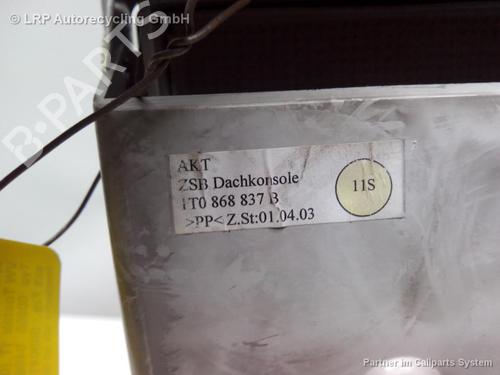 © LRP Autorecycling GmbH
B-PARTS
AKT
ZSB Dachkonsole
1T0 868 837 B
>PP< Z.St:01.04.03
11S
Partner im Callparts System